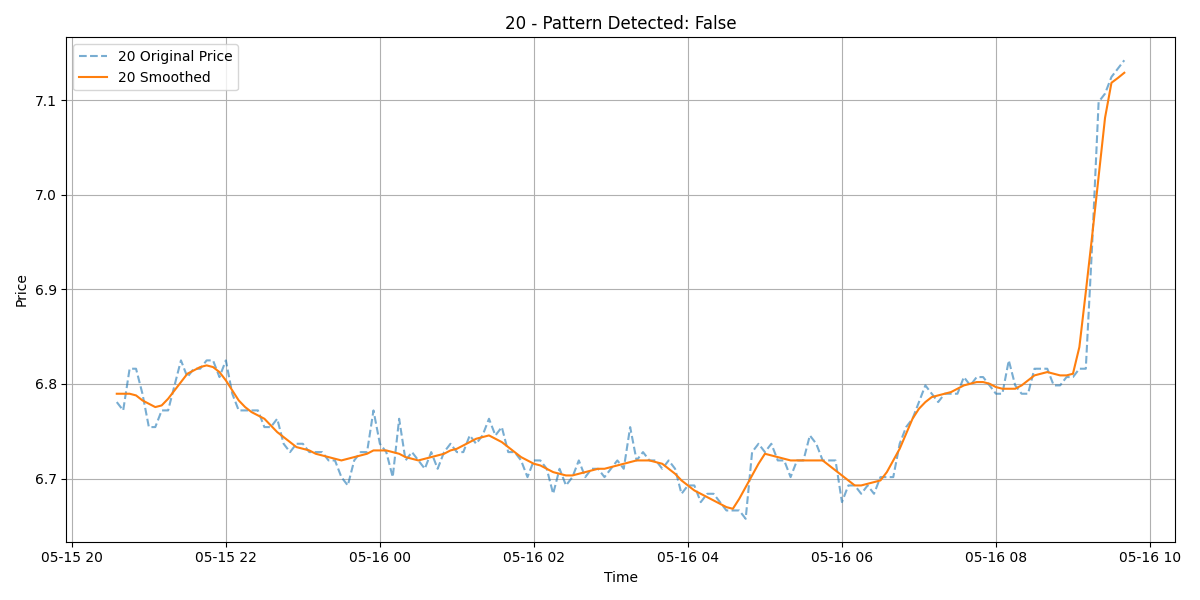 20 - Pattern Detected: False
20 Original Price
20 Smoothed
7.1
7.0
6.9
6.8
6.7
Price
05-15 20
05-15 22
05-16 00
05-16 02
05-16 04
05-16 06
05-16 08
05-16 10
Time